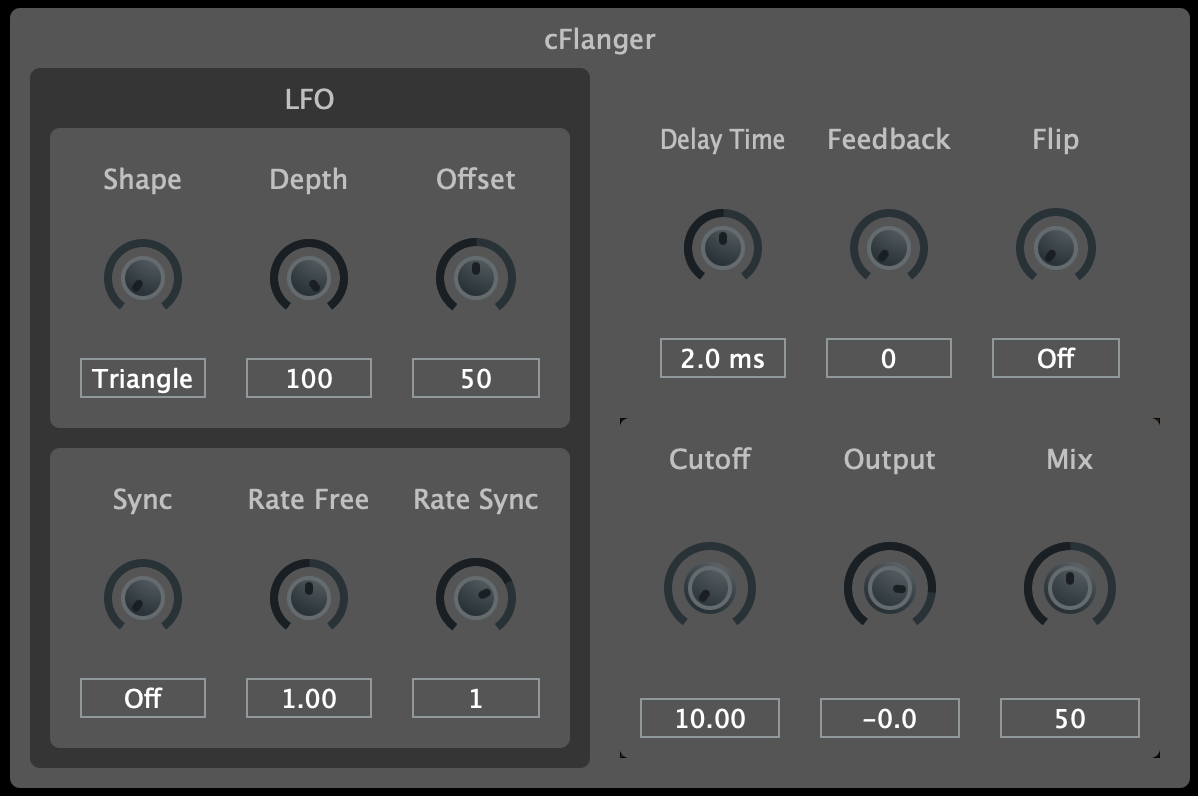 cFlanger
LFO
Shape Depth Offset
Triangle 100 50
Sync Rate Free Rate Sync
Off 1.00 1
Delay Time Feedback Flip
2.0 ms 0 Off
Cutoff Output Mix
10.00 -0.0 50